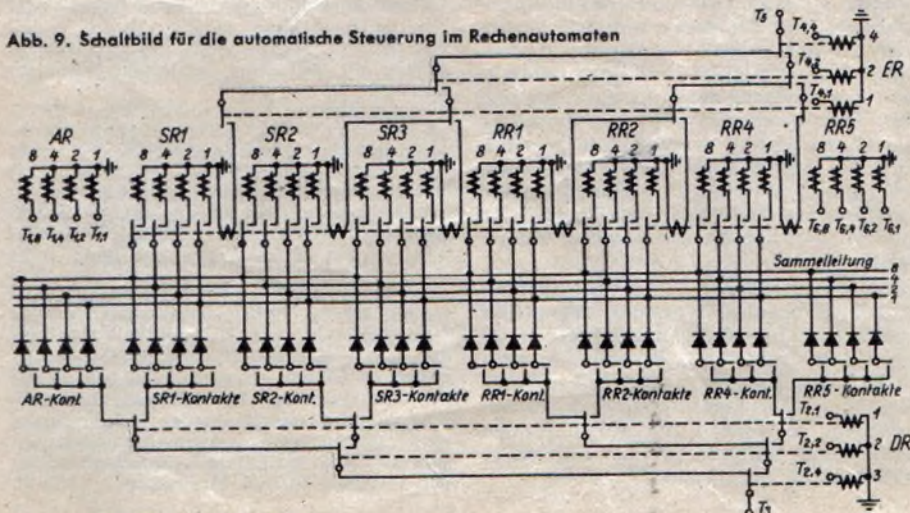 Abb. 9. Schaltbild für die automatische Steuerung im Rechenautomaten
T5 T4,4 4
T4,2 2 ER
T4,1 1
AR SR1 SR2 SR3 RR1 RR2 RR4 RR5
8 4 2 1 8 4 2 1 8 4 2 1 8 4 2 1 8 4 2 1 8 4 2 1 8 4 2 1 8 4 2 1
T1,8 T1,4 T1,2 T1,1 T6,8 T6,4 T6,2 T6,1
Sammelleitung 8
4
2
1
AR-Kont. SR1-Kontakte SR2-Kont. SR3-Kontakte RR1-Kont. RR2-Kontakte RR4-Kont. RR5-Kontakte
T2,1 1
T2,2 2 DR
T2,4 3
T3